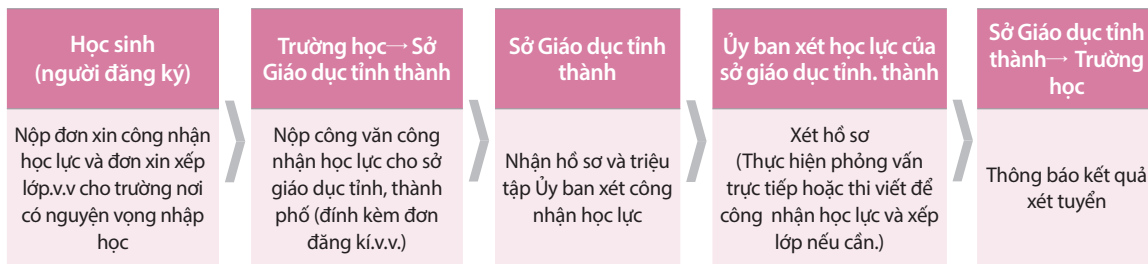 Học sinh
(người đăng ký)
Nộp đơn xin công nhận
học lực và đơn xin xếp
lớp.v.v cho trường nơi
có nguyện vọng nhập
học
Trường học→ Sở
Giáo dục tỉnh thành
Nộp công văn công
nhận học lực cho sở
giáo dục tỉnh, thành
phố (đính kèm đơn
đăng kí.v.v.)
Sở Giáo dục tỉnh
thành
Nhận hồ sơ và triệu
tập Ủy ban xét công
nhận học lực
Ủy ban xét học lực của
sở giáo dục tỉnh. thành
Xét hồ sơ
(Thực hiện phỏng vấn
trực tiếp hoặc thi viết để
công nhận học lực và xếp
lớp nếu cần.)
Sở Giáo dục tỉnh
thành→ Trường
học
Thông báo kết quả
xét tuyển